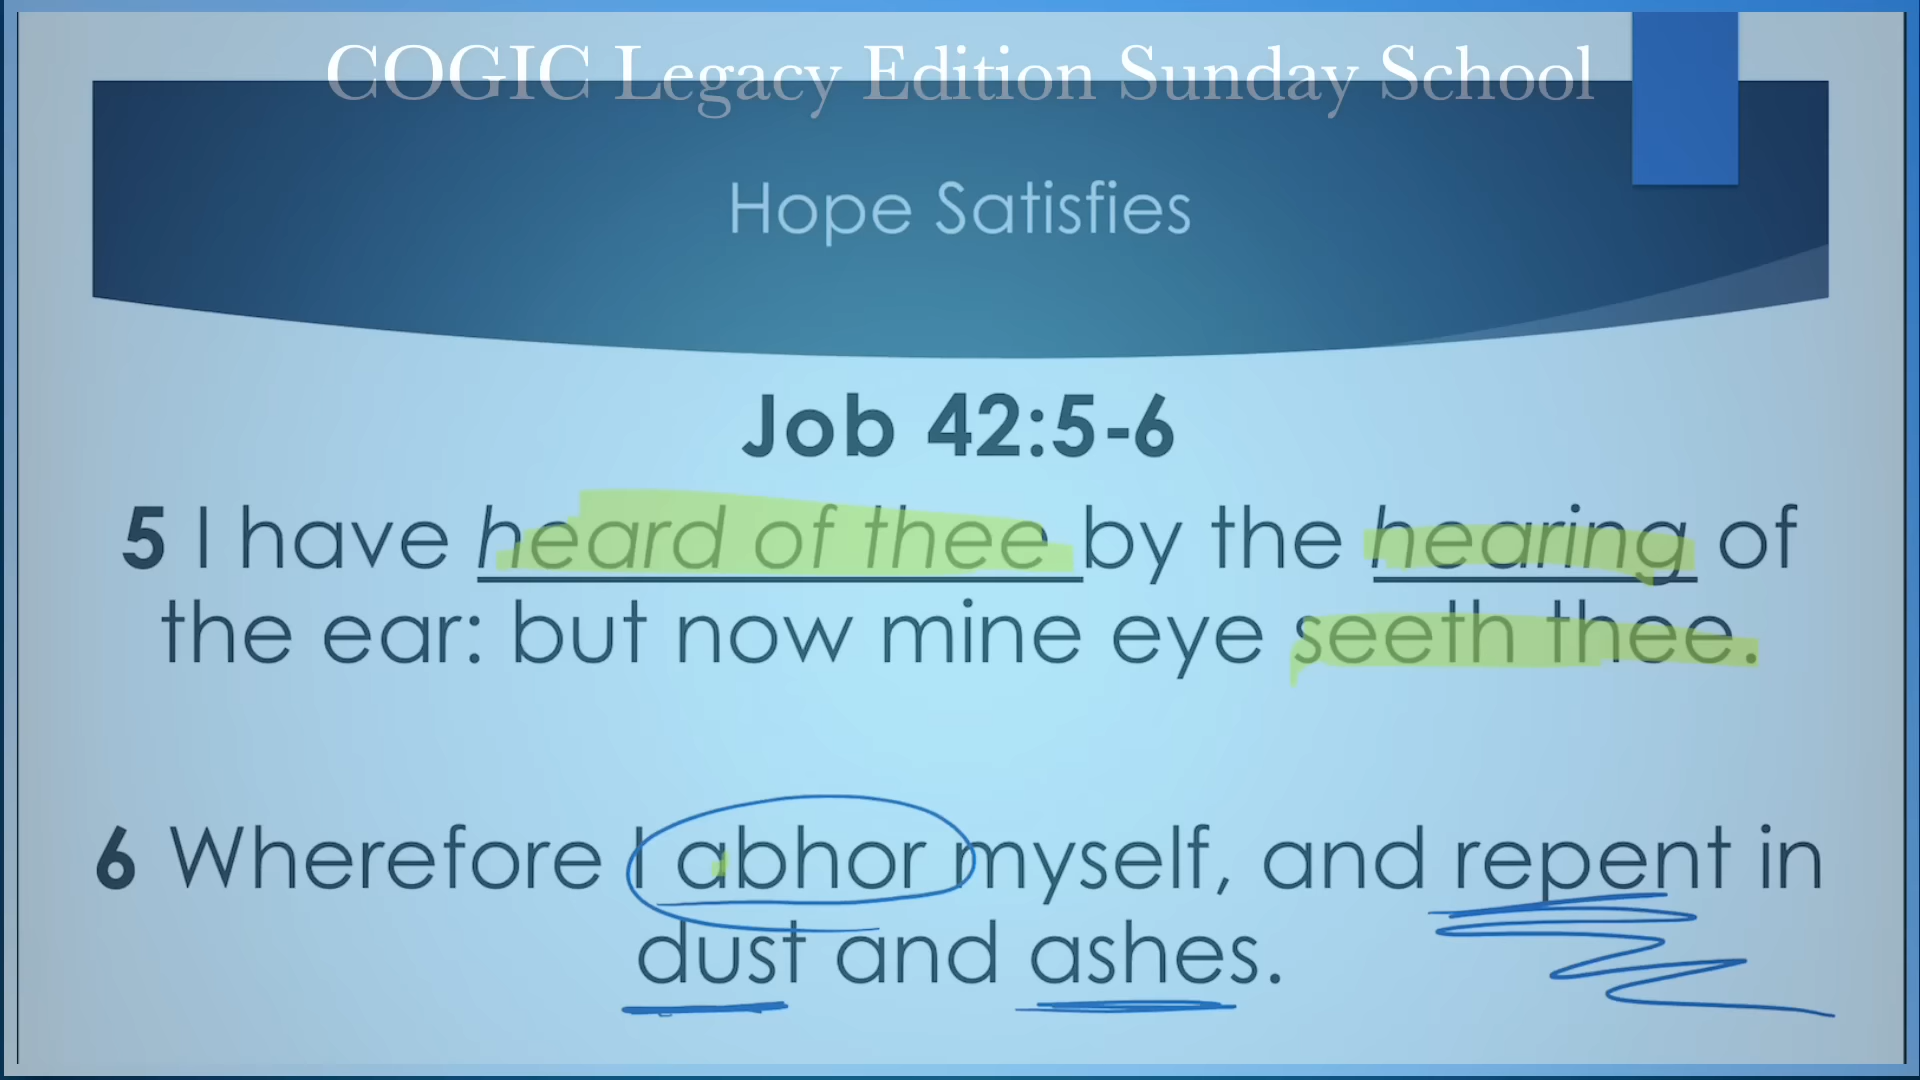 COGIC Legacy Edition Sunday School
Hope Satisfies
Job 42:5-6
5 I have heard of thee by the hearing of
the ear: but now mine eye seeth thee.
6 Wherefore I abhor myself, and repent in
dust and ashes.